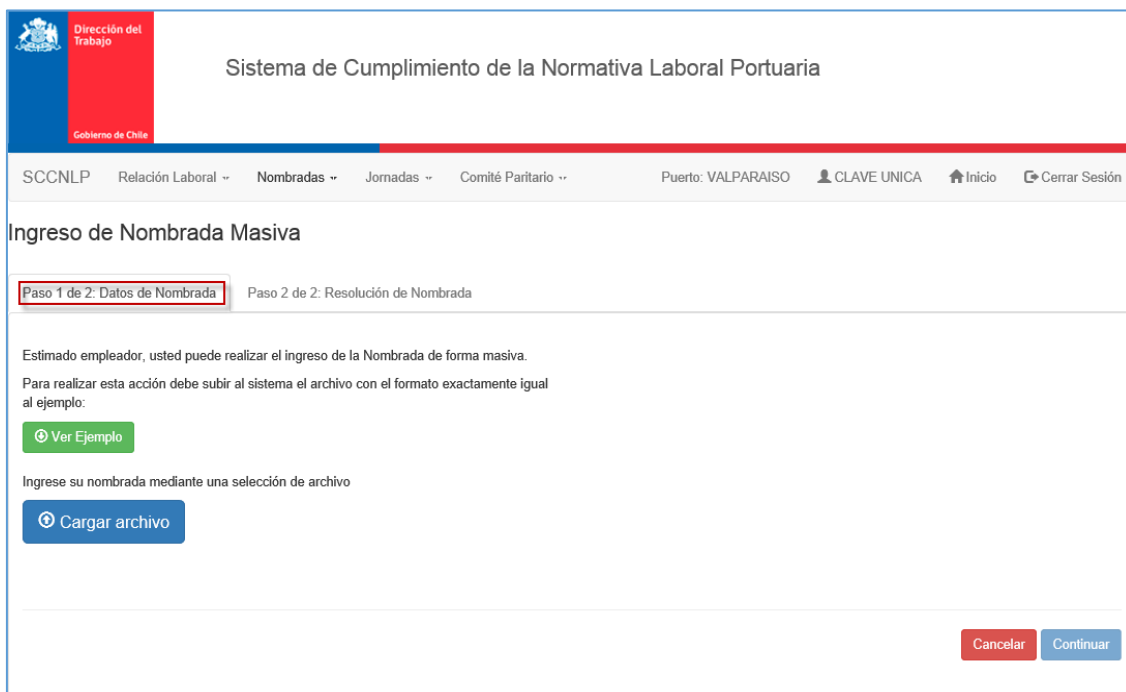 Dirección del
Trabajo
Gobierno de Chile
Sistema de Cumplimiento de la Normativa Laboral Portuaria
SCCNLP Relación Laboral Nombradas Jornadas Comité Paritario Puerto: VALPARAISO CLAVE UNICA Inicio Cerrar Sesión
Ingreso de Nombrada Masiva
Paso 1 de 2: Datos de Nombrada Paso 2 de 2: Resolución de Nombrada
Estimado empleador, usted puede realizar el ingreso de la Nombrada de forma masiva.
Para realizar esta acción debe subir al sistema el archivo con el formato exactamente igual
al ejemplo:
Ver Ejemplo
Ingrese su nombrada mediante una selección de archivo
Cargar archivo
Cancelar Continuar